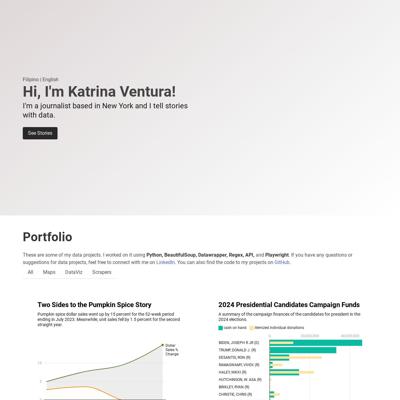 Filipino | English
Hi, I'm Katrina Ventura!
I'm a journalist based in New York and I tell stories
with data.
See Stories
Portfolio
These are some of my data projects. I worked on it using Python, BeautifulSoup, Datawrapper, Regex, API, and Playwright. If you have any questions or
suggestions for data projects, feel free to connect with me on LinkedIn. You can also find the code to my projects on GitHub.
All Maps DataViz Scrapers
Two Sides to the Pumpkin Spice Story
Pumpkin spice dollar sales went up by 15 percent for the 52-week period
ending in July 2023. Meanwhile, unit sales fell by 1.5 percent for the second
straight year.
Dollar
Sales %
Change
2024 Presidential Candidates Campaign Funds
A summary of the campaign finances of the candidates for president in the
2024 elections.
cash on hand itemized individual donations
BIDEN, JOSEPH R JR (D)
TRUMP, DONALD J. (R)
DESANTIS, RON (R)
RAMASWAMY, VIVEK (R)
HALEY, NIKKI (R)
HUTCHINSON, W. ASA (R)
BINKLEY, RYAN (R)
CHRISTIE, CHRIS (R)